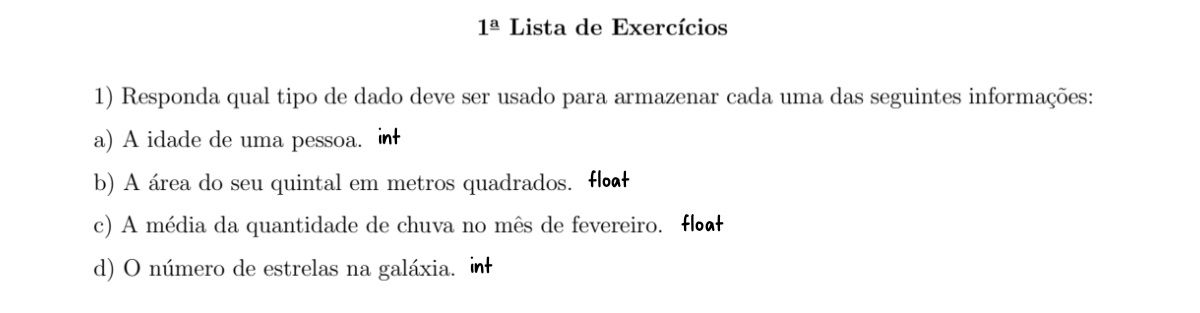 1ª Lista de Exercícios
1) Responda qual tipo de dado deve ser usado para armazenar cada uma das seguintes informações:
a) A idade de uma pessoa. int
b) A área do seu quintal em metros quadrados. float
c) A média da quantidade de chuva no mês de fevereiro. float
d) O número de estrelas na galáxia. int